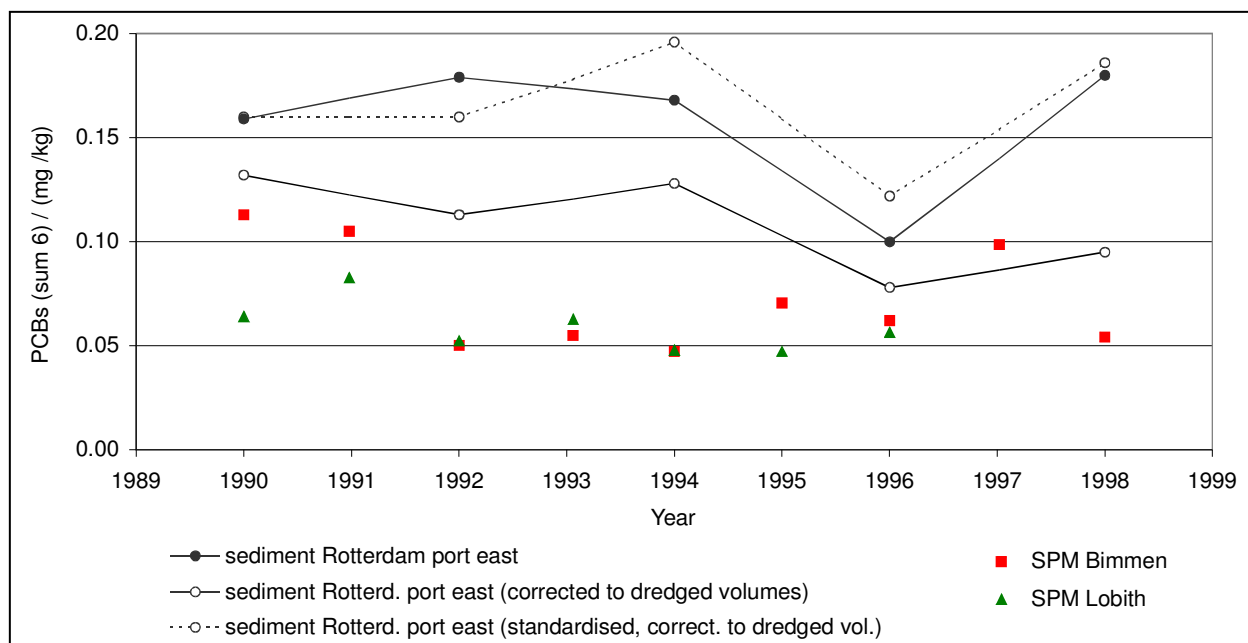 PCBs (sum 6) / (mg /kg)
0.20
0.15
0.10
0.05
0.00
1989 1990 1991 1992 1993 1994 1995 1996 1997 1998 1999
Year
sediment Rotterdam port east
sediment Rotterd. port east (corrected to dredged volumes)
sediment Rotterd. port east (standardised, correct. to dredged vol.)
SPM Bimmen
SPM Lobith